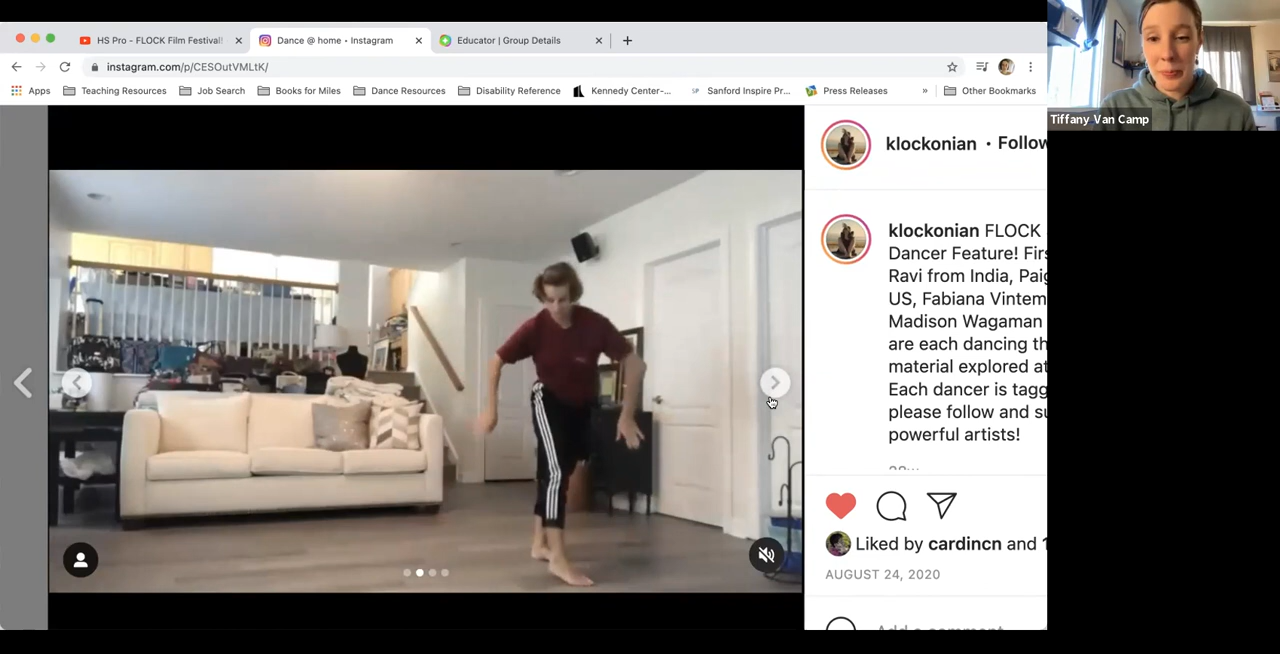 HS Pro - FLOCK Film Festival!
Dance @ home • Instagram
Educator | Group Details
instagram.com/p/CESOutVMLtK/
Apps
Teaching Resources
Job Search
Books for Miles
Dance Resources
Disability Reference
Kennedy Center-...
SP Sanford Inspire Pr...
Press Releases
»
Other Bookmarks
Tiffany Van Camp
klockonian • Follow
klockonian FLOCK
Dancer Feature! Firs
Ravi from India, Paig
US, Fabiana Vintem
Madison Wagaman
are each dancing th
material explored at
Each dancer is tagg
please follow and su
powerful artists!
Liked by cardincn and 1
AUGUST 24, 2020